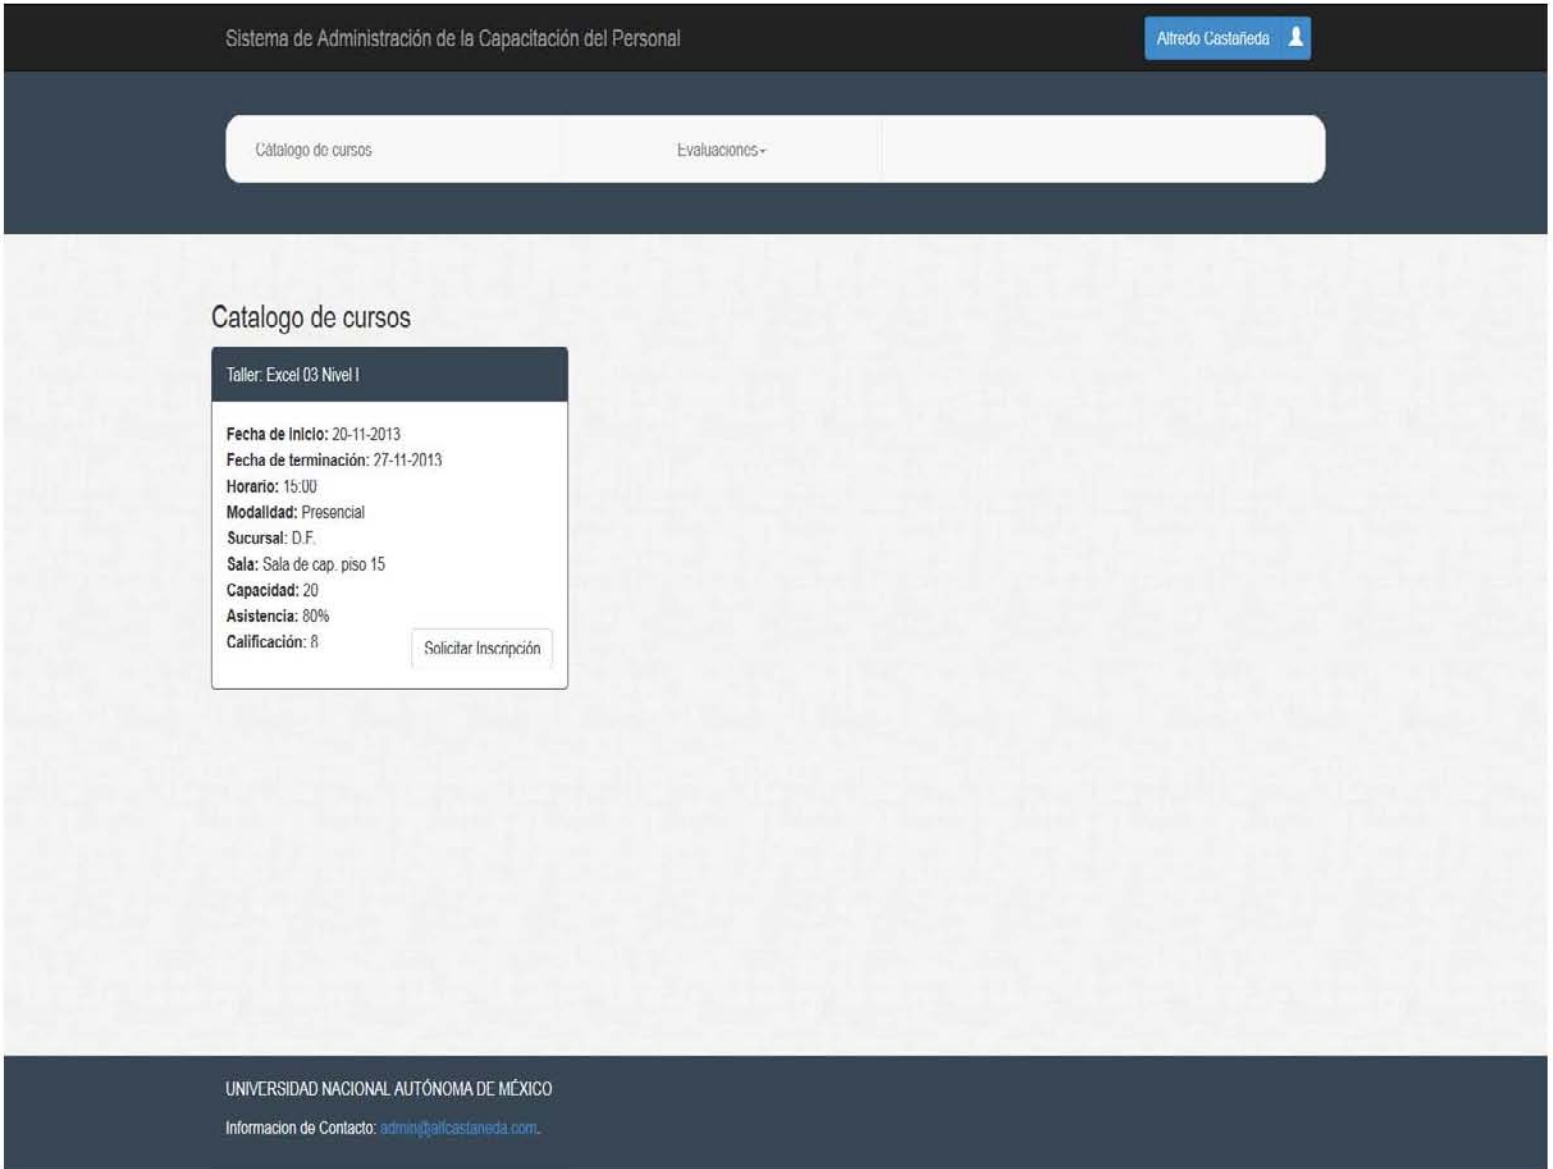 Sistema de Administración de la Capacitación del Personal
Alfredo Castañeda
Cátalogo de cursos
Evaluaciones
Catalogo de cursos
Taller: Excel 03 Nivel I
Fecha de Inicio: 20-11-2013
Fecha de terminación: 27-11-2013
Horario: 15:00
Modalidad: Presencial
Sucursal: D.F.
Sala: Sala de cap. piso 15
Capacidad: 20
Asistencia: 80%
Calificación: 8
Solicitar Inscripción
UNIVERSIDAD NACIONAL AUTÓNOMA DE MÉXICO
Informacion de Contacto: admin@alfcastaneda.com.